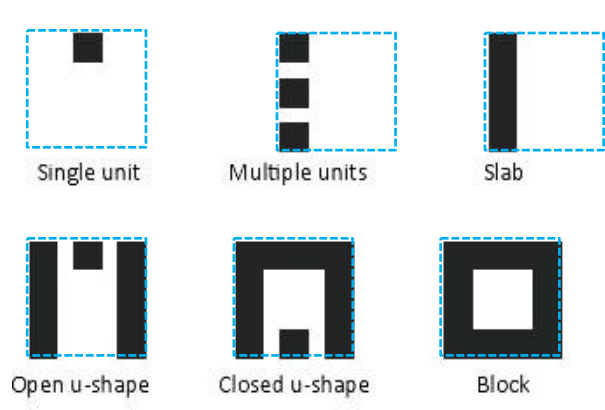 Single unit
Multiple units
Slab
Open u-shape
Closed u-shape
Block